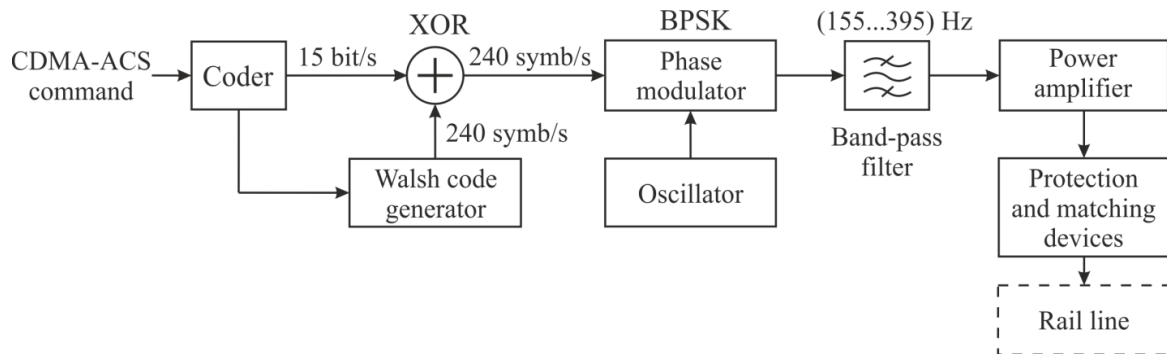 CDMA-ACS
command
Coder
15 bit/s
XOR
240 symb/s
240 symb/s
Walsh code
generator
BPSK
Phase
modulator
Oscillator
(155...395) Hz
Band-pass
filter
Power
amplifier
Protection
and matching
devices
Rail line